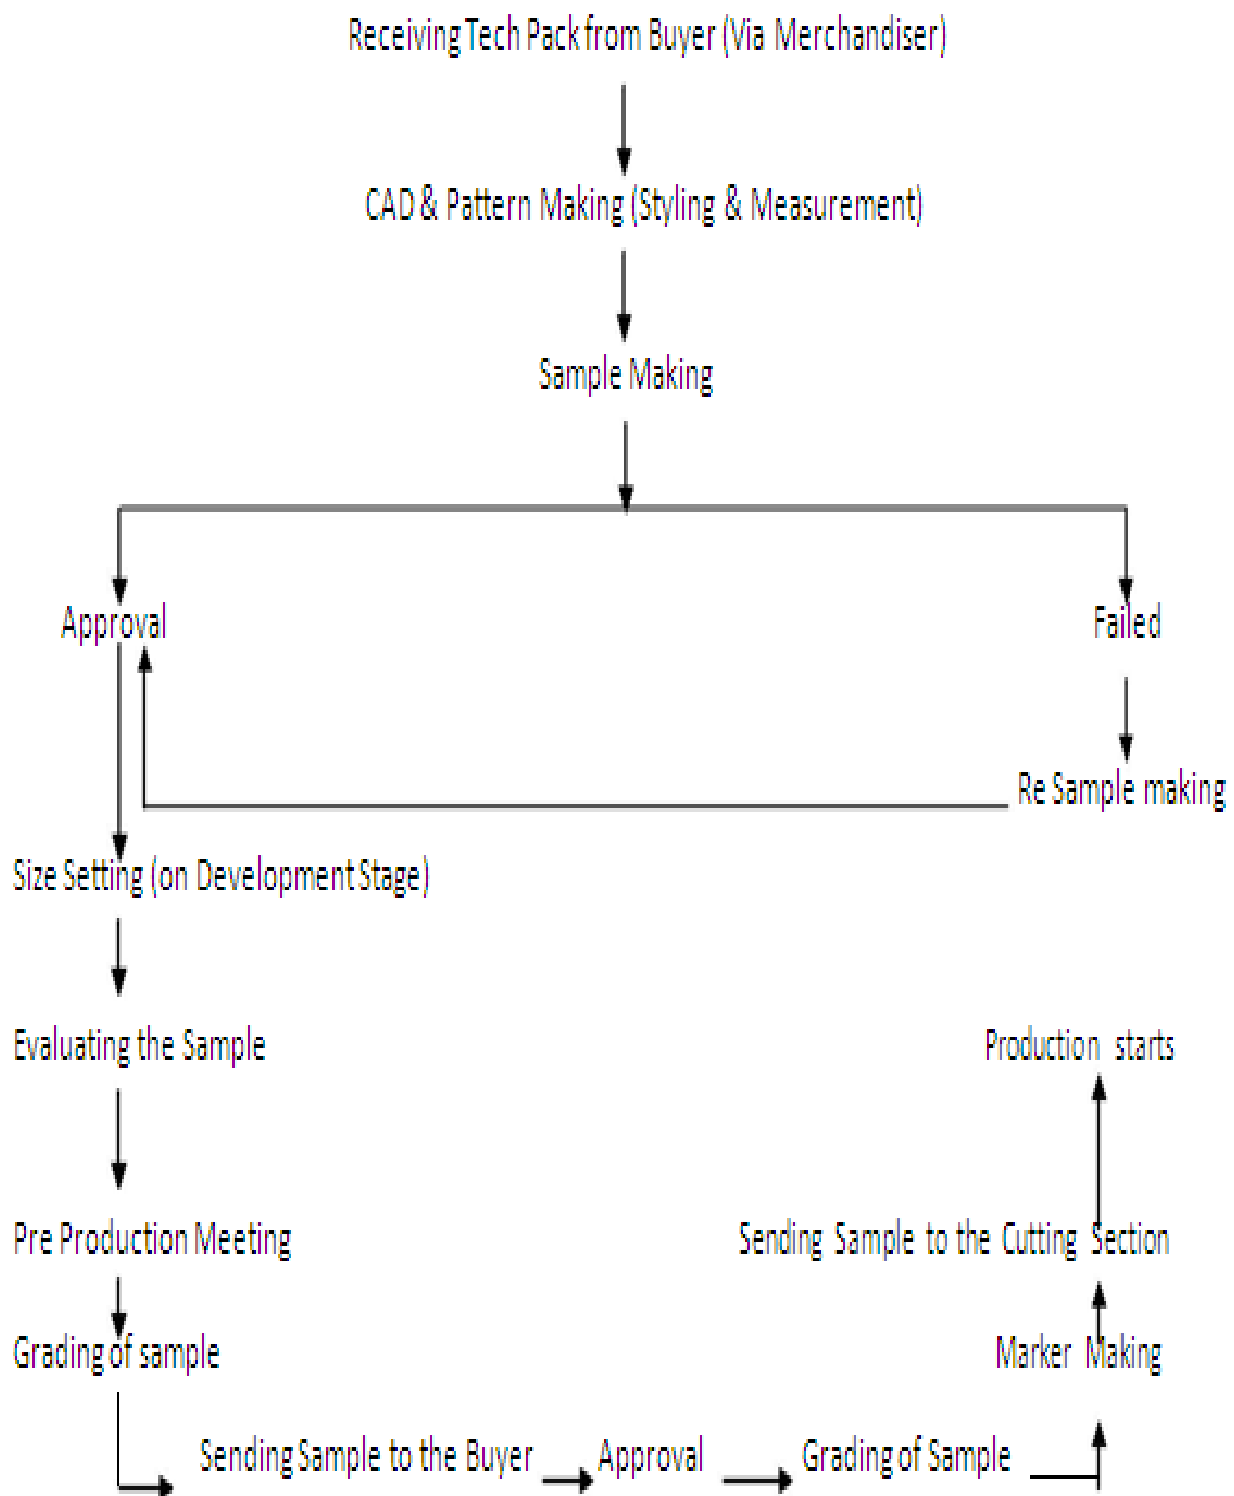 Receiving Tech Pack from Buyer (Via Merchandiser)
CAD & Pattern Making (Styling & Measurement)
Sample Making
Approval
Failed
Re Sample making
Size Setting (on Development Stage)
Evaluating the Sample
Production starts
Pre Production Meeting
Sending Sample to the Cutting Section
Grading of sample
Marker Making
Sending Sample to the Buyer
Approval
Grading of Sample